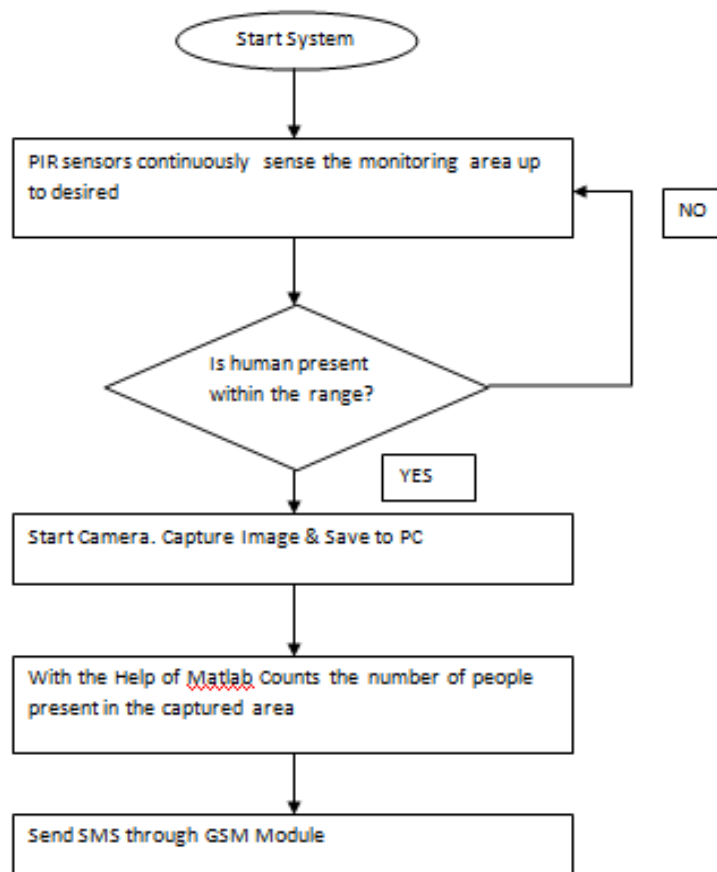 Start System
PIR sensors continuously sense the monitoring area up
to desired
NO
Is human present
within the range?
YES
Start Camera. Capture Image & Save to PC
With the Help of Matlab Counts the number of people
present in the captured area
Send SMS through GSM Module